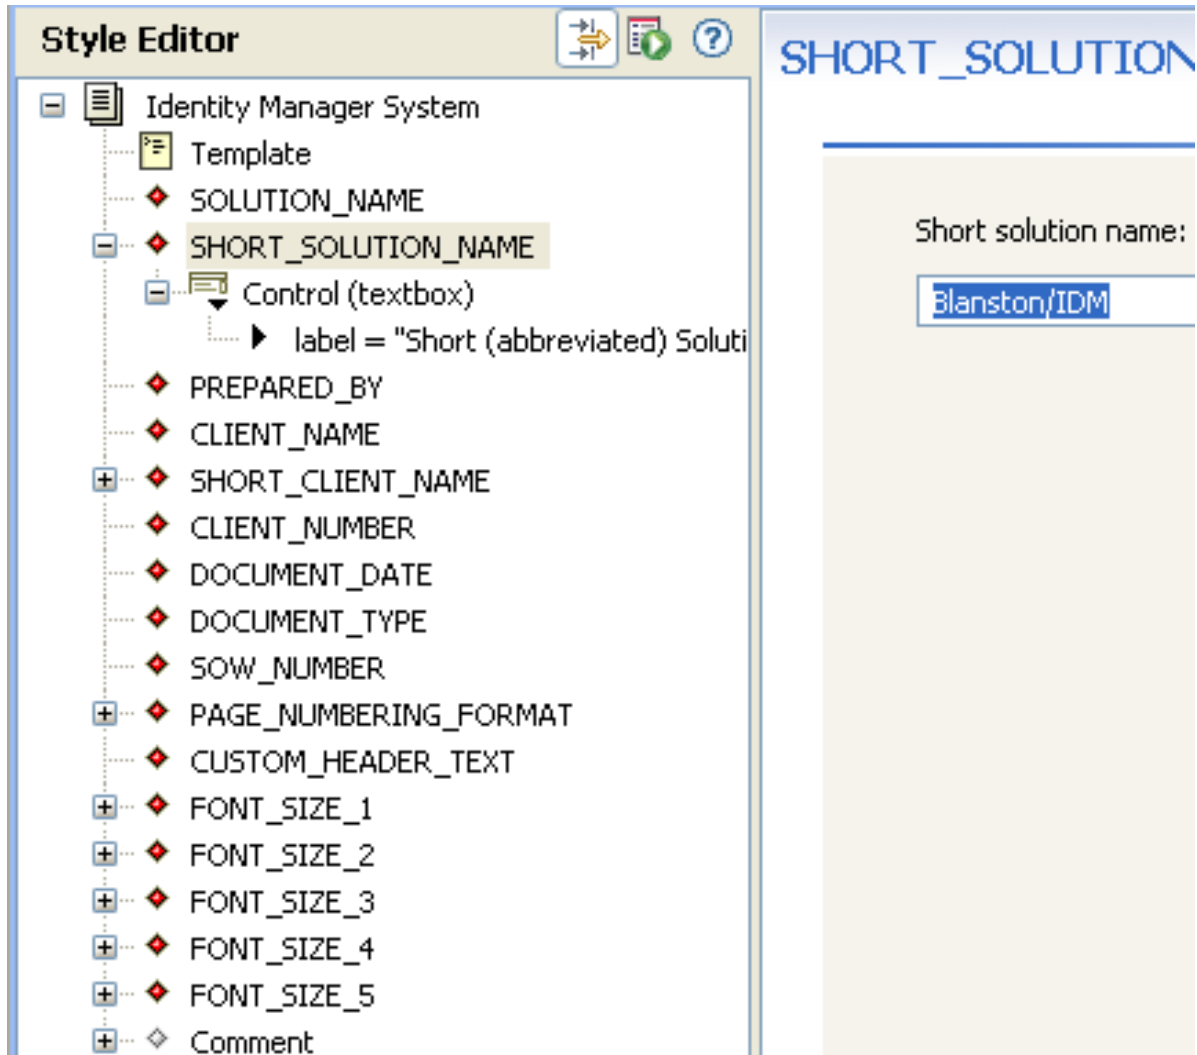 Style Editor
Identity Manager System
Template
SOLUTION_NAME
SHORT_SOLUTION_NAME
Control (textbox)
label = "Short (abbreviated) Soluti
PREPARED_BY
CLIENT_NAME
SHORT_CLIENT_NAME
CLIENT_NUMBER
DOCUMENT_DATE
DOCUMENT_TYPE
SOW_NUMBER
PAGE_NUMBERING_FORMAT
CUSTOM_HEADER_TEXT
FONT_SIZE_1
FONT_SIZE_2
FONT_SIZE_3
FONT_SIZE_4
FONT_SIZE_5
Comment
SHORT_SOLUTION
Short solution name:
Blanston/IDM